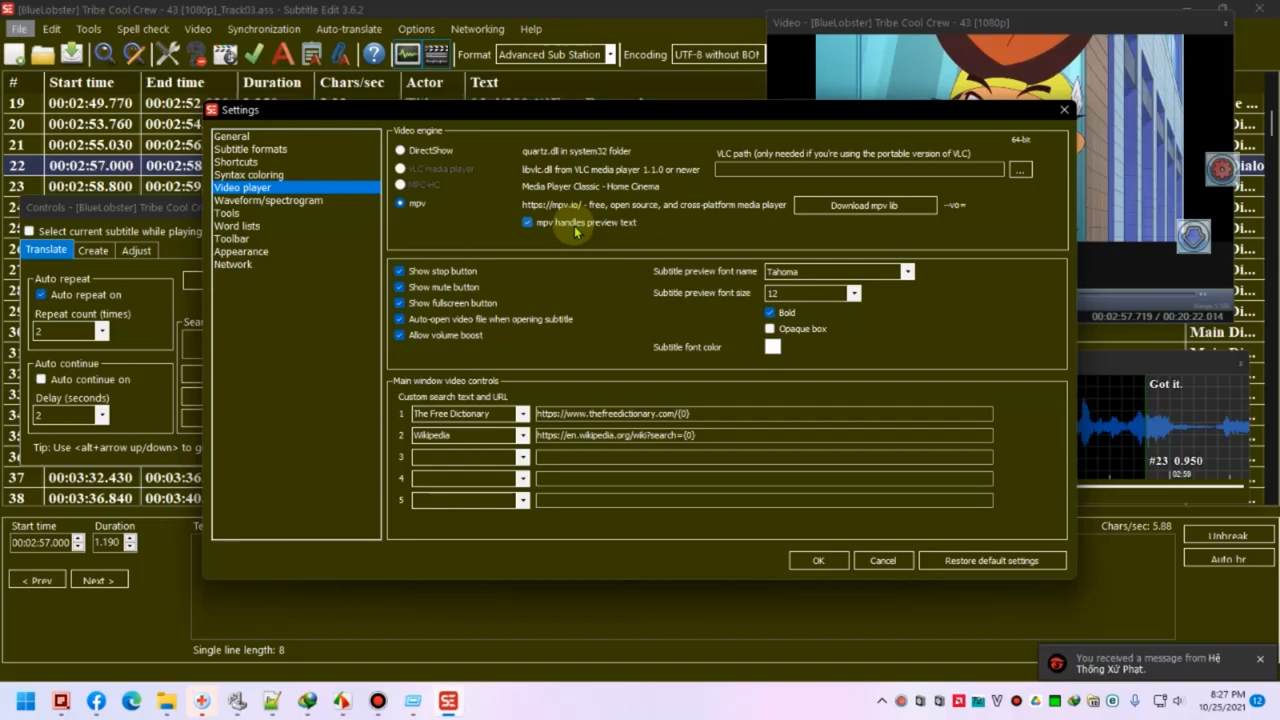 [BlueLobster] Tribe Cool Crew - 43 [1080p]_Track03.ass - Subtitle Edit 3.6.2
File Edit Tools Spell check Video Synchronization Auto-translate Options Networking Help
Format Advanced Sub Station Encoding UTF-8 without BOM
Video - [BlueLobster] Tribe Cool Crew - 43 [1080p]
# Start time End time Duration Chars/sec Actor Text
19 00:02:49.770 00:02:52
20 00:02:53.760 00:02:54
21 00:02:55.030 00:02:56
22 00:02:57.000 00:02:58
23 00:02:58.800 00:02:59
Controls - [BlueLobster] Tribe Cool Cr
Select current subtitle while playing
Translate Create Adjust
Auto repeat
Auto repeat on
Repeat count (times)
2
Auto continue
Auto continue on
Delay (seconds)
2
Tip: Use <alt+arrow up/down> to g
37 00:03:32.430 00:03:36
38 00:03:36.840 00:03:40
Settings
General
Subtitle formats
Shortcuts
Syntax coloring
Video player
Waveform/spectrogram
Tools
Word lists
Toolbar
Appearance
Network
Video engine
64-bit
DirectShow quartz.dll in system32 folder VLC path (only needed if you're using the portable version of VLC)
VLC media player libvlc.dll from VLC media player 1.1.0 or newer ...
MPC-HC Media Player Classic - Home Cinema
mpv https://mpv.io/ - free, open source, and cross-platform media player Download mpv lib --vo=
mpv handles preview text
Show stop button Subtitle preview font name Tahoma
Show mute button Subtitle preview font size 12
Show fullscreen button Bold
Auto-open video file when opening subtitle Opaque box
Allow volume boost Subtitle font color
Main window video controls
Custom search text and URL
1 The Free Dictionary https://www.thefreedictionary.com/{0}
2 Wikipedia https://en.wikipedia.org/wiki?search={0}
3
4
5
OK Cancel Restore default settings
00:02:57.719 / 00:20:22.014
Main Di...
Got it.
#23 0.950
02:59
Start time Duration
00:02:57.000 1.190
< Prev Next >
Chars/sec: 5.88
Unbreak
Auto br
Single line length: 8
You received a message from Hệ
Thống Xử Phạt.
8:27 PM
10/25/2021
12